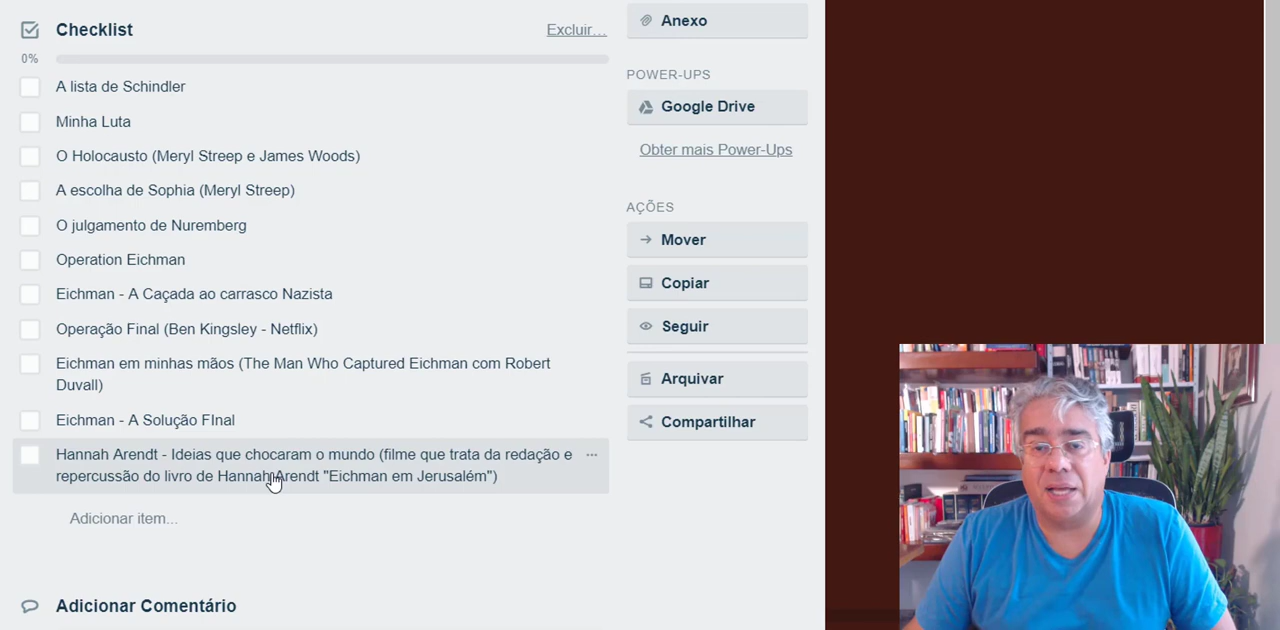 Checklist
Excluir...
0%
A lista de Schindler
Minha Luta
O Holocausto (Meryl Streep e James Woods)
A escolha de Sophia (Meryl Streep)
O julgamento de Nuremberg
Operation Eichman
Eichman - A Caçada ao carrasco Nazista
Operação Final (Ben Kingsley - Netflix)
Eichman em minhas mãos (The Man Who Captured Eichman com Robert
Duvall)
Eichman - A Solução FInal
Hannah Arendt - Ideias que chocaram o mundo (filme que trata da redação e
repercussão do livro de Hannah Arendt "Eichman em Jerusalém")
Adicionar item...
Adicionar Comentário
Anexo
POWER-UPS
Google Drive
Obter mais Power-Ups
AÇÕES
Mover
Copiar
Seguir
Arquivar
Compartilhar